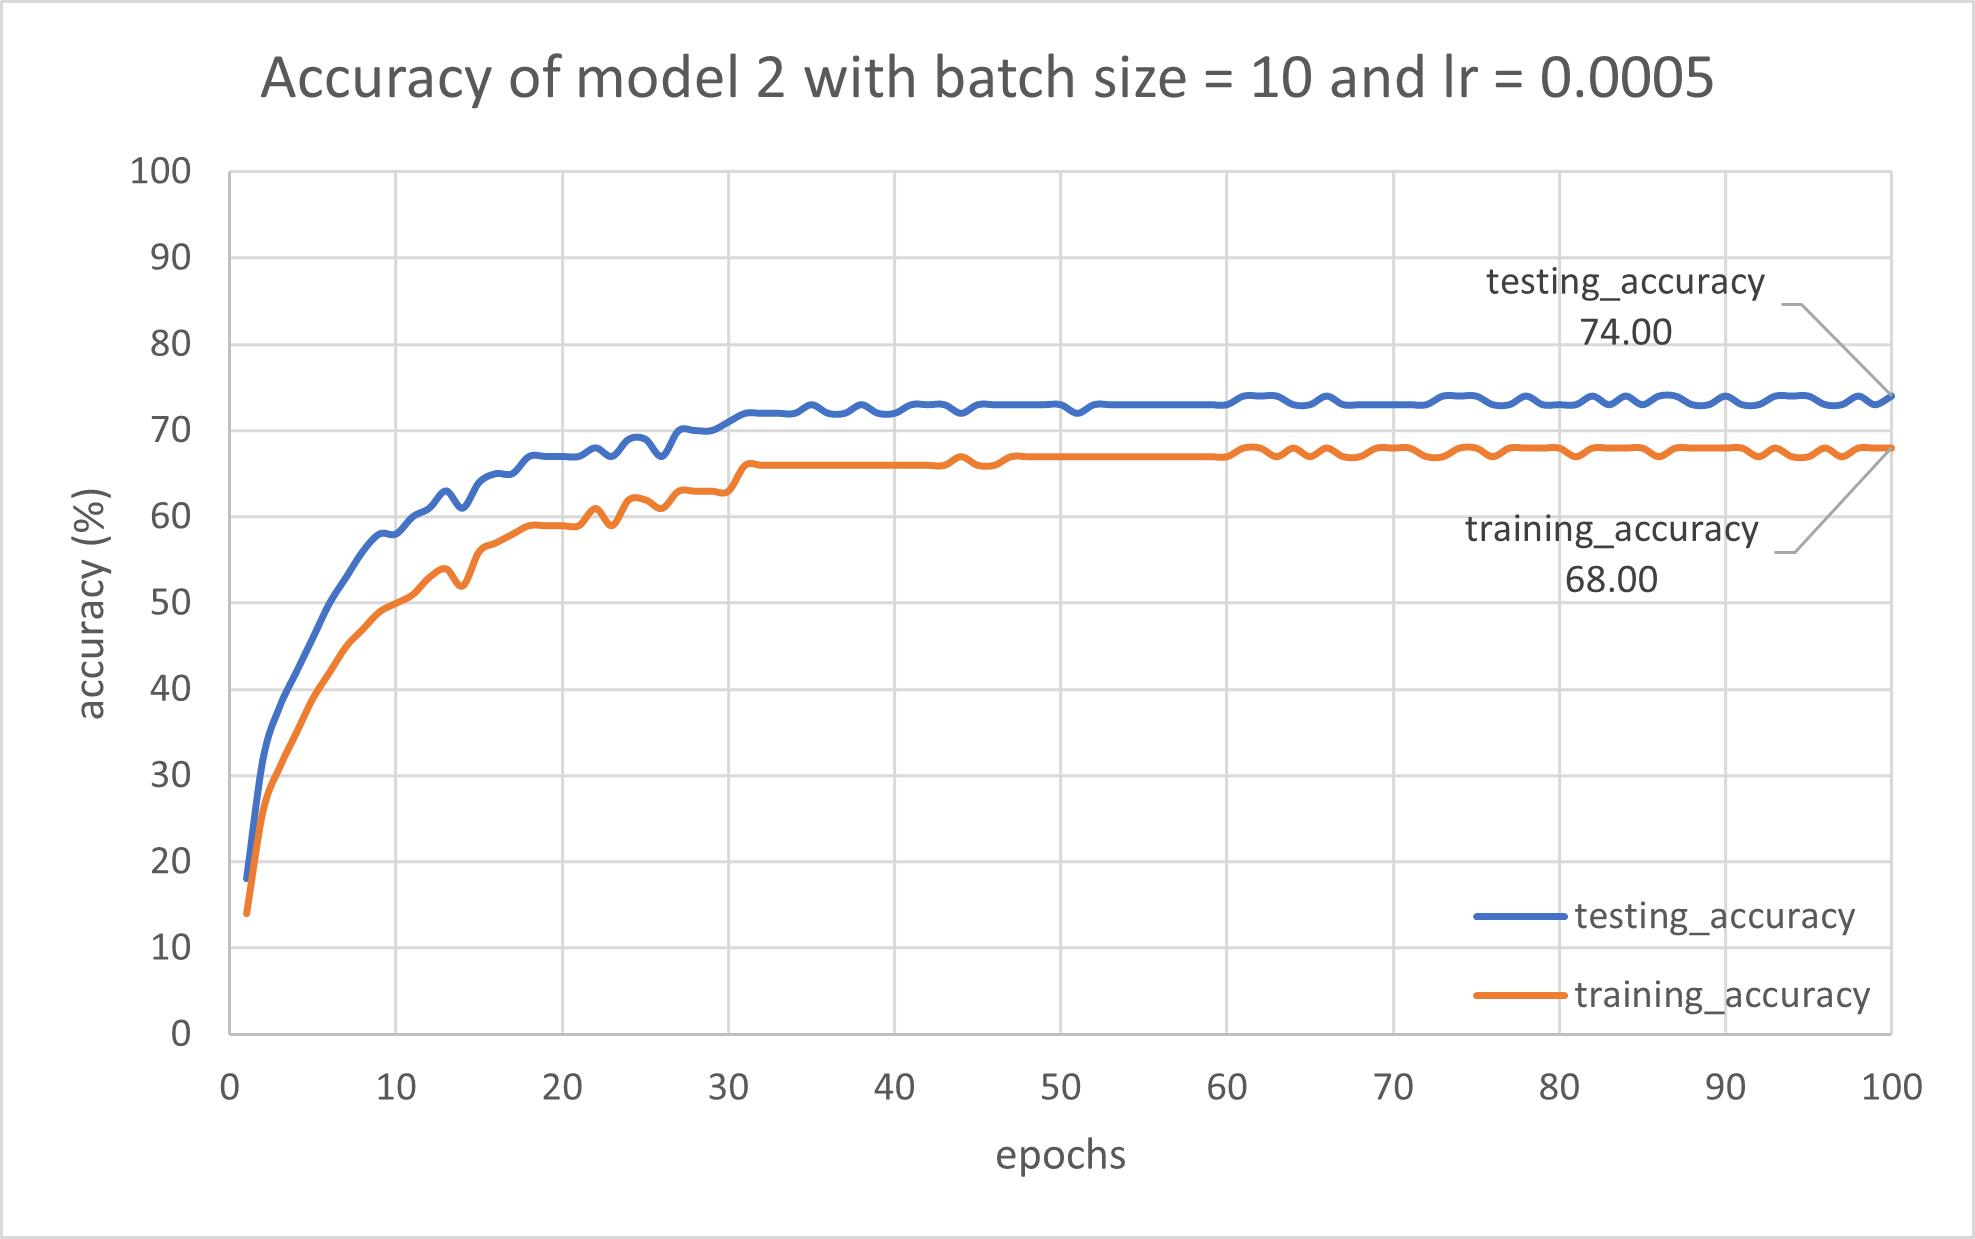 Accuracy of model 2 with batch size = 10 and lr = 0.0005
100
90
80
70
60
50
40
30
20
10
0
accuracy (%)
testing_accuracy
74.00
training_accuracy
68.00
testing_accuracy
training_accuracy
0 10 20 30 40 50 60 70 80 90 100
epochs